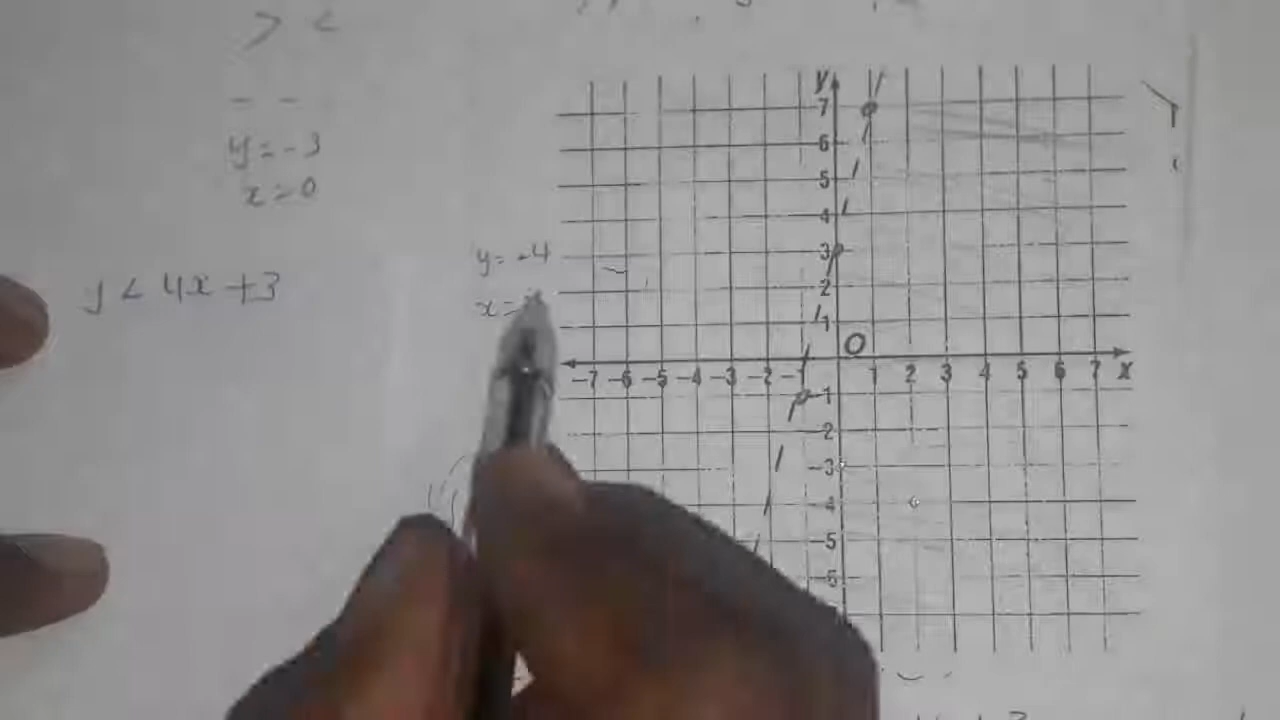 > <
y = -3
x = 0
y < 4x + 3
y = -4
x =
y
7
6
5
4
3
2
1
O
-7 -6 -5 -4 -3 -2 -1 1 2 3 4 5 6 7 x
-1
-2
-3
-4
-5
-6